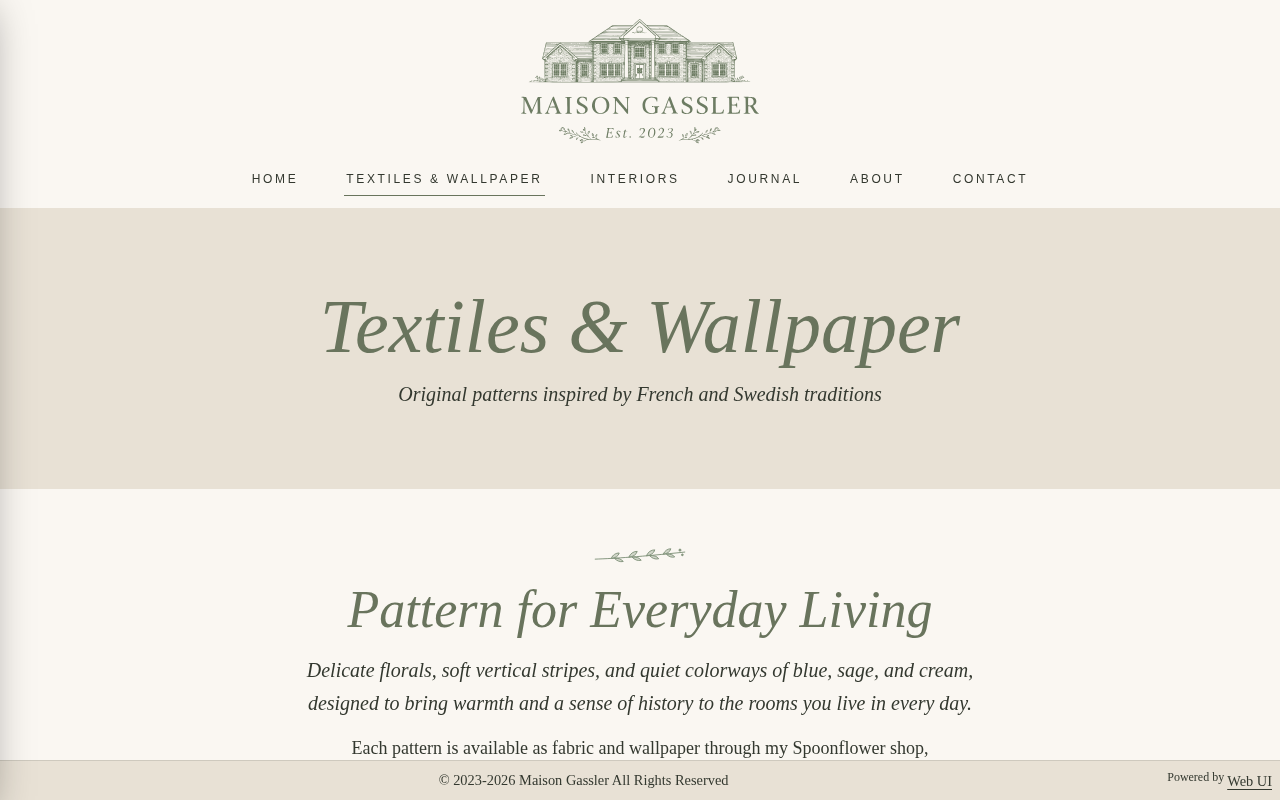 MAISON GASSLER
Est. 2023
HOME TEXTILES & WALLPAPER INTERIORS JOURNAL ABOUT CONTACT
Textiles & Wallpaper
Original patterns inspired by French and Swedish traditions
Pattern for Everyday Living
Delicate florals, soft vertical stripes, and quiet colorways of blue, sage, and cream,
designed to bring warmth and a sense of history to the rooms you live in every day.
Each pattern is available as fabric and wallpaper through my Spoonflower shop,
© 2023-2026 Maison Gassler All Rights Reserved
Powered by Web UI